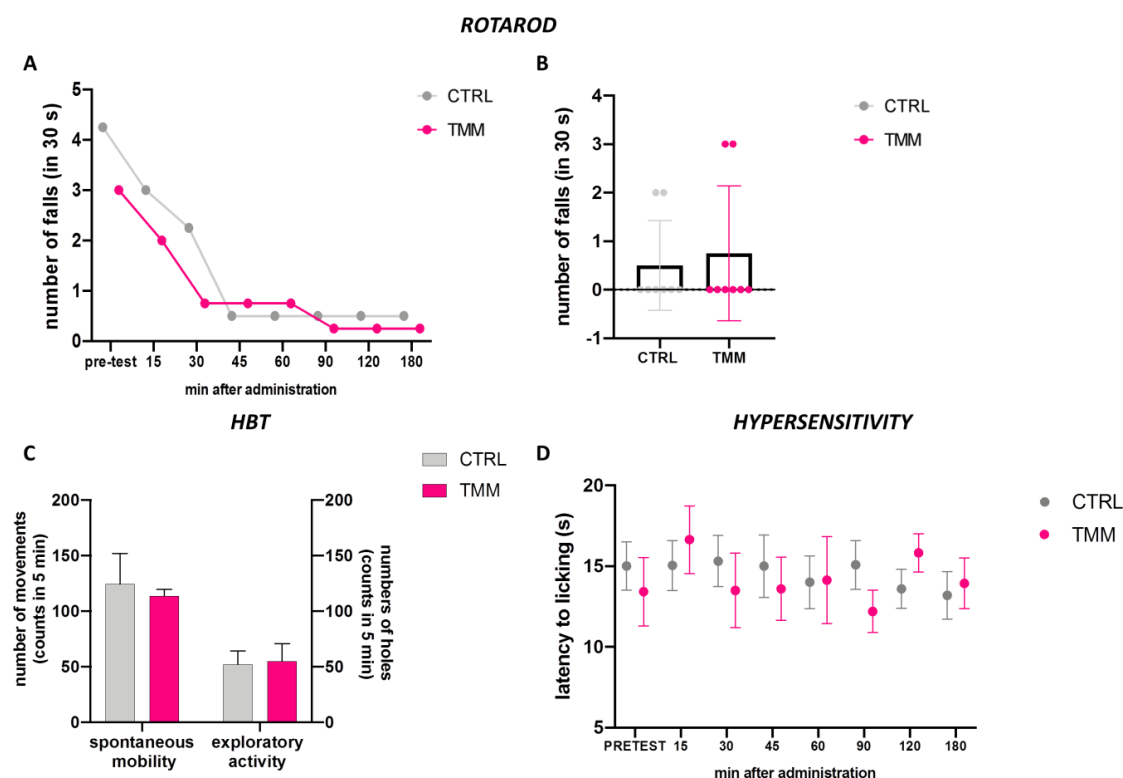 ROTAROD
A
number of falls (in 30 s)
5
4
3
2
1
0
pre-test 15 30 45 60 90 120 180
min after administration
CTRL
TMM
B
number of falls (in 30 s)
4
3
2
1
0
-1
CTRL TMM
CTRL
TMM
HBT
C
CTRL
TMM
number of movements
(counts in 5 min)
200
150
100
50
0
spontaneous
mobility
exploratory
activity
200
150
100
50
0
numbers of holes
(counts in 5 min)
HYPERSENSITIVITY
D
latency to licking (s)
20
15
10
5
PRETEST 15 30 45 60 90 120 180
min after administration
CTRL
TMM